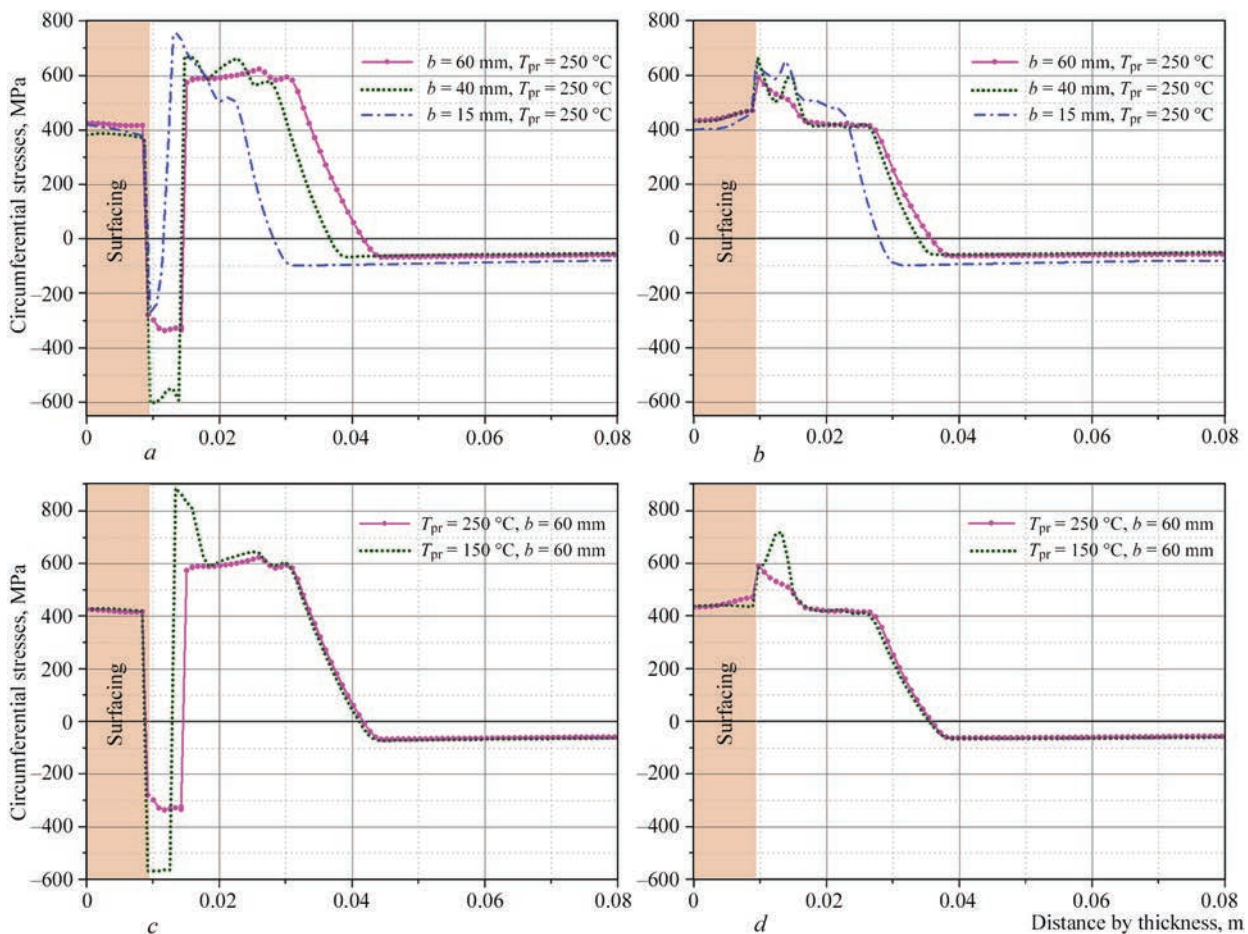 800
600
400
200
0
–200
–400
–600
Circumferential stresses, MPa
Surfacing
b = 60 mm, Tpr = 250 °C
b = 40 mm, Tpr = 250 °C
b = 15 mm, Tpr = 250 °C
0
0.02
0.04
0.06
0.08
a
800
600
400
200
0
–200
–400
–600
Surfacing
b = 60 mm, Tpr = 250 °C
b = 40 mm, Tpr = 250 °C
b = 15 mm, Tpr = 250 °C
0
0.02
0.04
0.06
0.08
b
800
600
400
200
0
–200
–400
–600
Circumferential stresses, MPa
Surfacing
Tpr = 250 °C, b = 60 mm
Tpr = 150 °C, b = 60 mm
0
0.02
0.04
0.06
0.08
c
800
600
400
200
0
–200
–400
–600
Surfacing
Tpr = 250 °C, b = 60 mm
Tpr = 150 °C, b = 60 mm
0
0.02
0.04
0.06
0.08
d
Distance by thickness, m